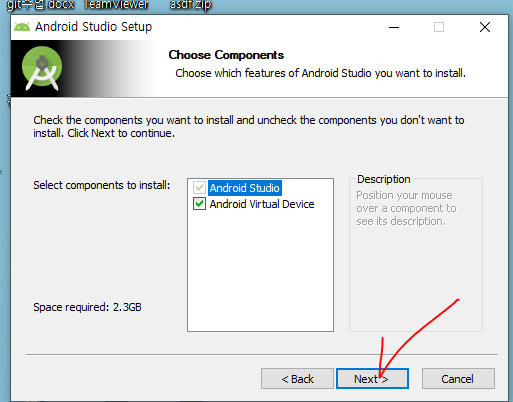 git수업.docx TeamViewer asdf.zip
Android Studio Setup
Choose Components
Choose which features of Android Studio you want to install.
Check the components you want to install and uncheck the components you don't want to
install. Click Next to continue.
Select components to install:
Android Studio
Android Virtual Device
Description
Position your mouse
over a component to
see its description.
Space required: 2.3GB
< Back
Next >
Cancel